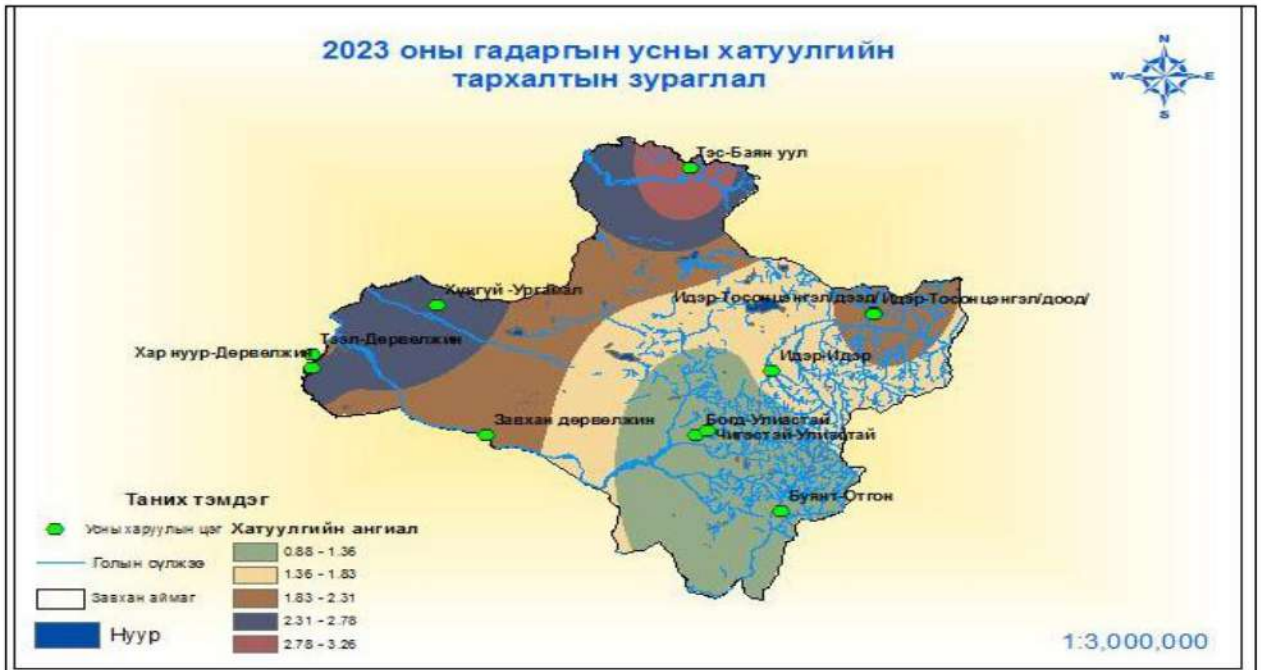 2023 оны гадаргын усны хатуулгийн
тархалтын зураглал
N
W
E
S
Тэс-Баян уул
Хүнгүй -Ургамал
Идэр-Тосонцэнгэл/дээд/
Идэр-Тосонцэнгэл/доод/
Тээл-Дөрвөлжин
Хар нуур-Дөрвөлжин
Идэр-Идэр
Завхан дөрвөлжин
Богд-Улиастай
Чигэстэй-Улиастай
Буянт-Отгон
Таних тэмдэг
Усны харуулын цэг
Голын сүлжээ
Завхан аймаг
Нуур
Хатуулгийн ангиал
0.88 - 1.36
1.36 - 1.83
1.83 - 2.31
2.31 - 2.78
2.78 - 3.26
1:3,000,000